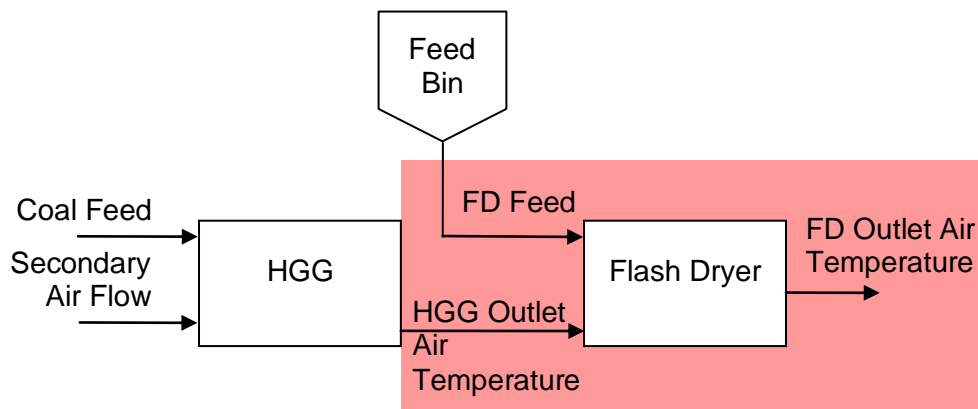 Feed
Bin
Coal Feed
FD Feed
Secondary
Air Flow
HGG
Flash Dryer
FD Outlet Air
Temperature
HGG Outlet
Air
Temperature